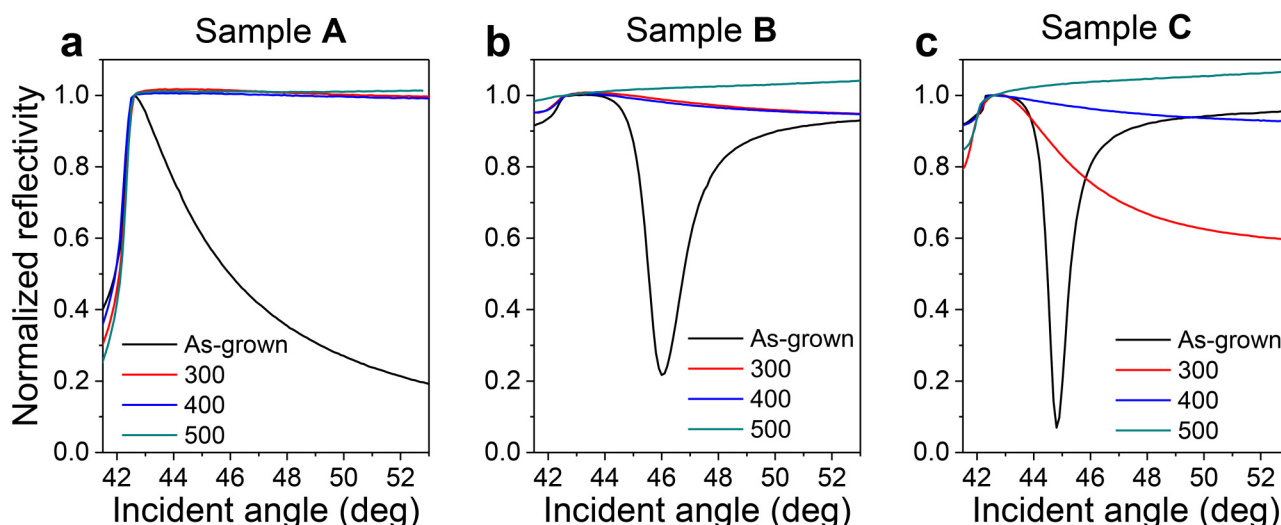 a Sample A
Normalized reflectivity
1.0
0.8
0.6
0.4
0.2
0.0
As-grown
300
400
500
42 44 46 48 50 52
Incident angle (deg)
b Sample B
1.0
0.8
0.6
0.4
0.2
0.0
As-grown
300
400
500
42 44 46 48 50 52
Incident angle (deg)
c Sample C
1.0
0.8
0.6
0.4
0.2
0.0
As-grown
300
400
500
42 44 46 48 50 52
Incident angle (deg)